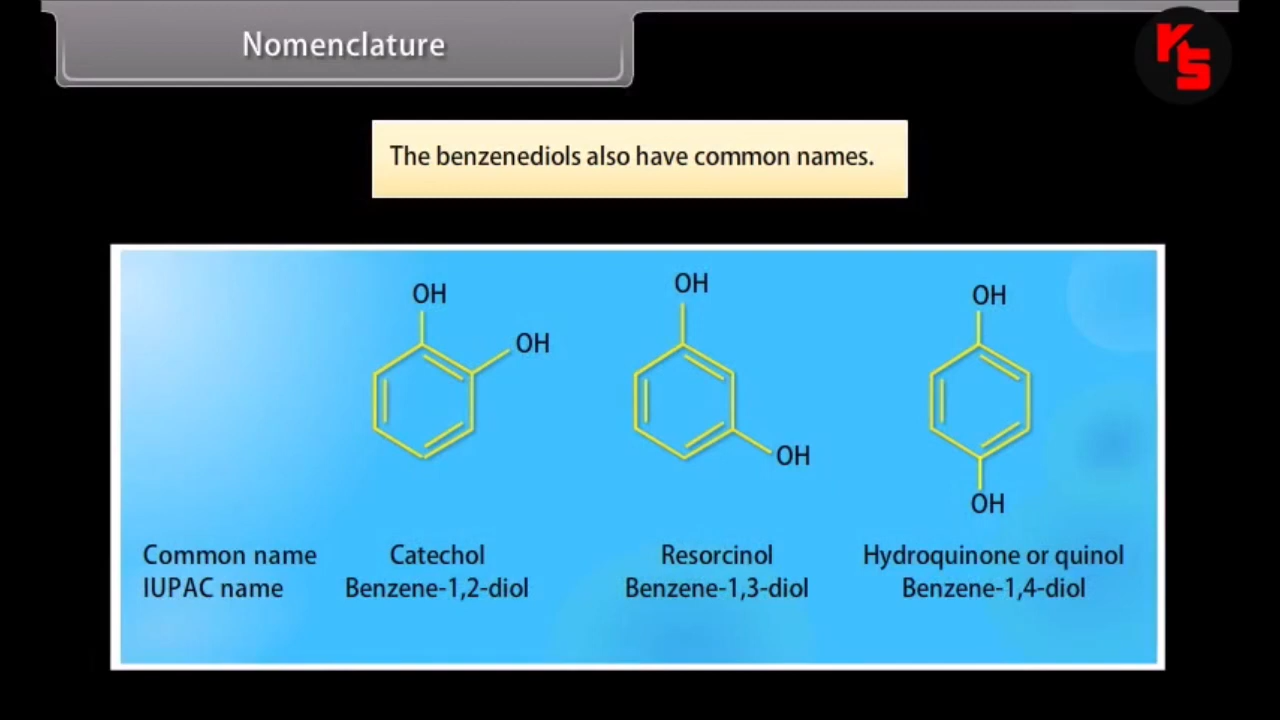 Nomenclature
rts
The benzenediols also have common names.
OH
OH
OH
OH
OH
OH
Common name Catechol Resorcinol Hydroquinone or quinol
IUPAC name Benzene-1,2-diol Benzene-1,3-diol Benzene-1,4-diol